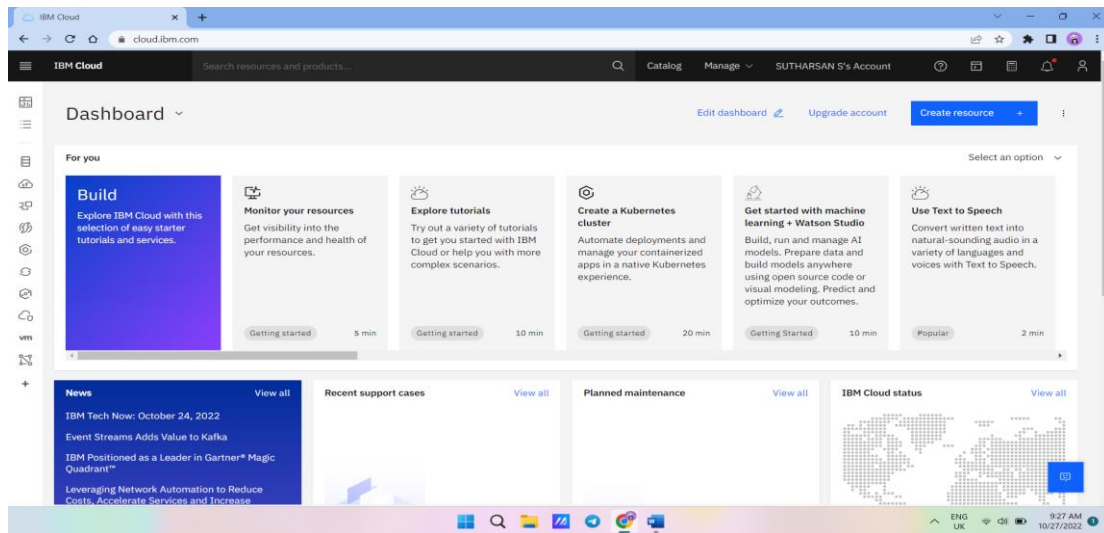 IBM Cloud
cloud.ibm.com
IBM Cloud
Search resources and products...
Catalog
Manage
SUTHARSAN S's Account
Dashboard
Edit dashboard
Upgrade account
Create resource +
For you
Select an option
Build
Explore IBM Cloud with this
selection of easy starter
tutorials and services.
Monitor your resources
Get visibility into the
performance and health of
your resources.
Getting started
5 min
Explore tutorials
Try out a variety of tutorials
to get you started with IBM
Cloud or help you with more
complex scenarios.
Getting started
10 min
Create a Kubernetes
cluster
Automate deployments and
manage your containerized
apps in a native Kubernetes
experience.
Getting started
20 min
Get started with machine
learning + Watson Studio
Build, run and manage AI
models. Prepare data and
build models anywhere
using open source code or
visual modeling. Predict and
optimize your outcomes.
Getting Started
10 min
Use Text to Speech
Convert written text into
natural-sounding audio in a
variety of languages and
voices with Text to Speech.
Popular
2 min
vm
News
View all
IBM Tech Now: October 24, 2022
Event Streams Adds Value to Kafka
IBM Positioned as a Leader in Gartner® Magic
Quadrant™
Leveraging Network Automation to Reduce
Costs, Accelerate Services and Increase
Recent support cases
View all
Planned maintenance
View all
IBM Cloud status
View all
ENG
UK
9:27 AM
10/27/2022
1